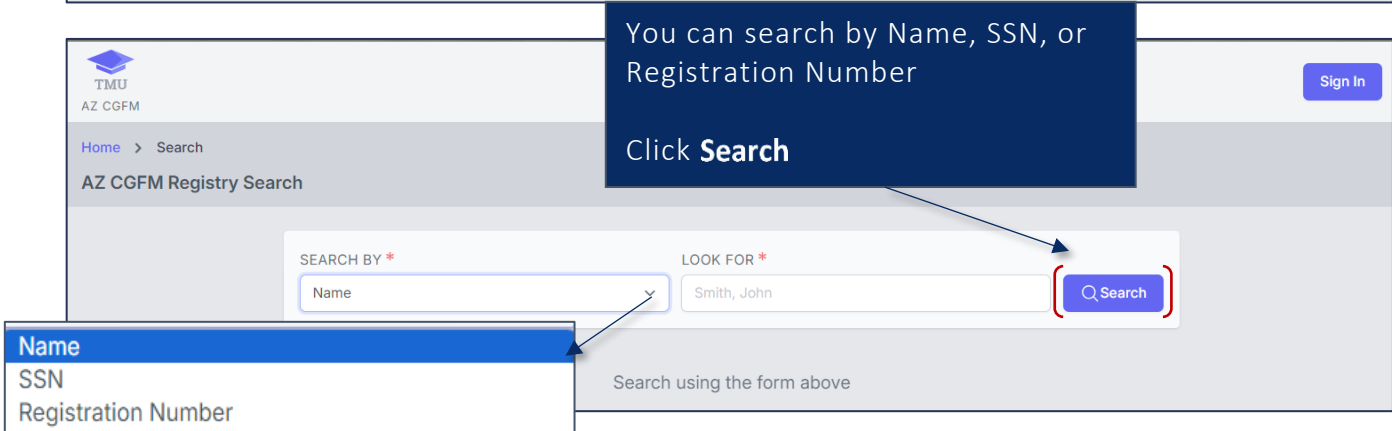 You can search by Name, SSN, or
Registration Number
Click Search
TMU
AZ CGFM
Sign In
Home > Search
AZ CGFM Registry Search
SEARCH BY *
LOOK FOR *
Name
Smith, John
Search
Name
SSN
Registration Number
Search using the form above